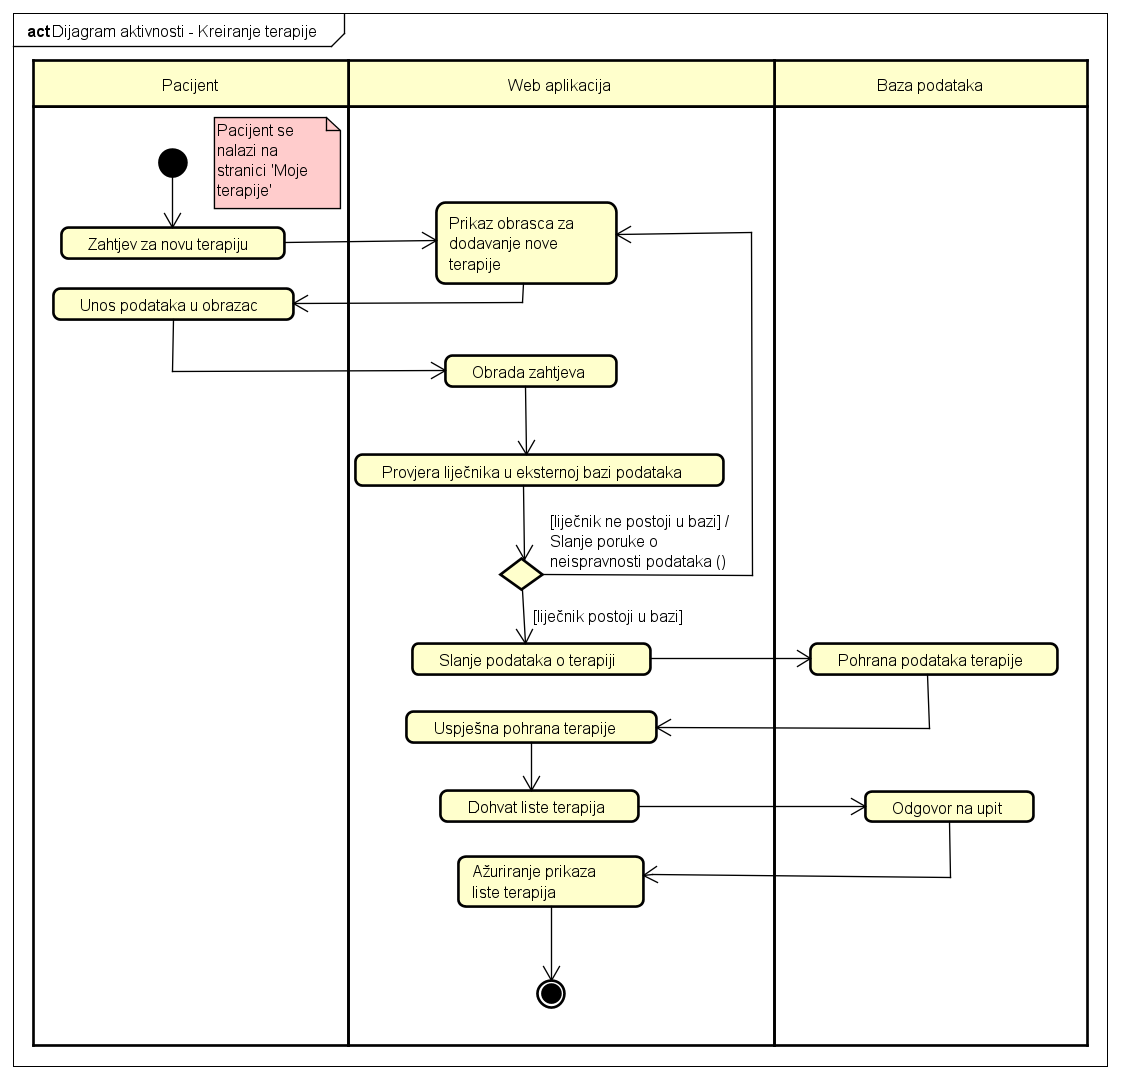 act Dijagram aktivnosti - Kreiranje terapije
Pacijent
Web aplikacija
Baza podataka
Pacijent se
nalazi na
stranici 'Moje
terapije'
Zahtjev za novu terapiju
Prikaz obrasca za
dodavanje nove
terapije
Unos podataka u obrazac
Obrada zahtjeva
Provjera liječnika u eksternoj bazi podataka
[liječnik ne postoji u bazi] /
Slanje poruke o
neispravnosti podataka ()
[liječnik postoji u bazi]
Slanje podataka o terapiji
Pohrana podataka terapije
Uspješna pohrana terapije
Dohvat liste terapija
Odgovor na upit
Ažuriranje prikaza
liste terapija